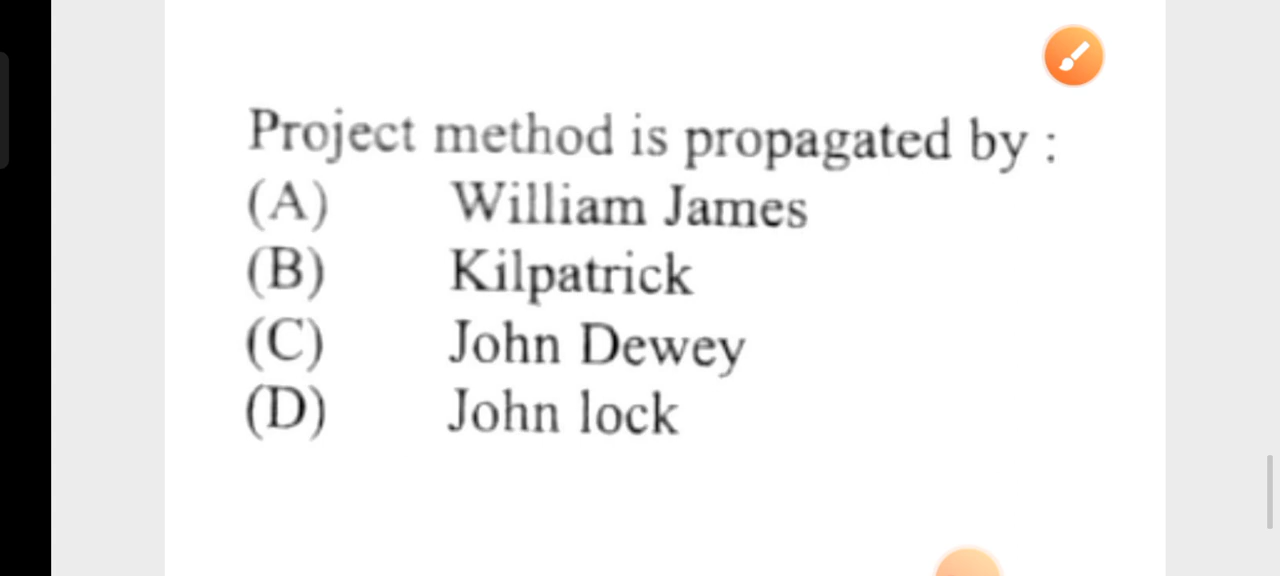 Project method is propagated by :
(A) William James
(B) Kilpatrick
(C) John Dewey
(D) John lock